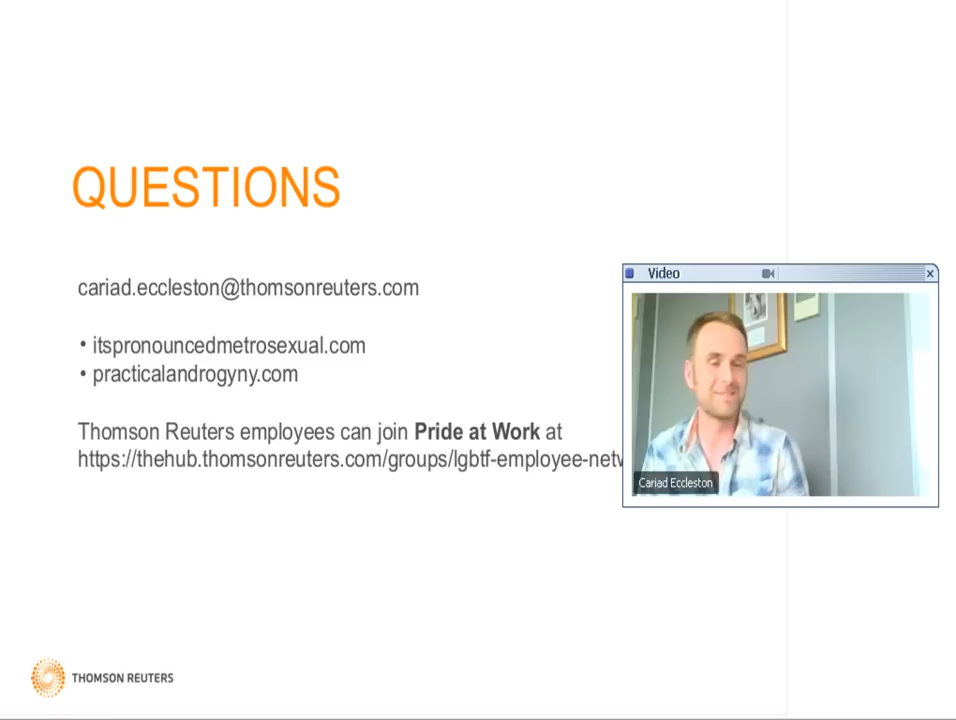 QUESTIONS
cariad.eccleston@thomsonreuters.com
• itspronouncedmetrosexual.com
• practicalandrogyny.com
Thomson Reuters employees can join Pride at Work at
https://thehub.thomsonreuters.com/groups/lgbtf-employee-netw
Video
Cariad Eccleston
THOMSON REUTERS